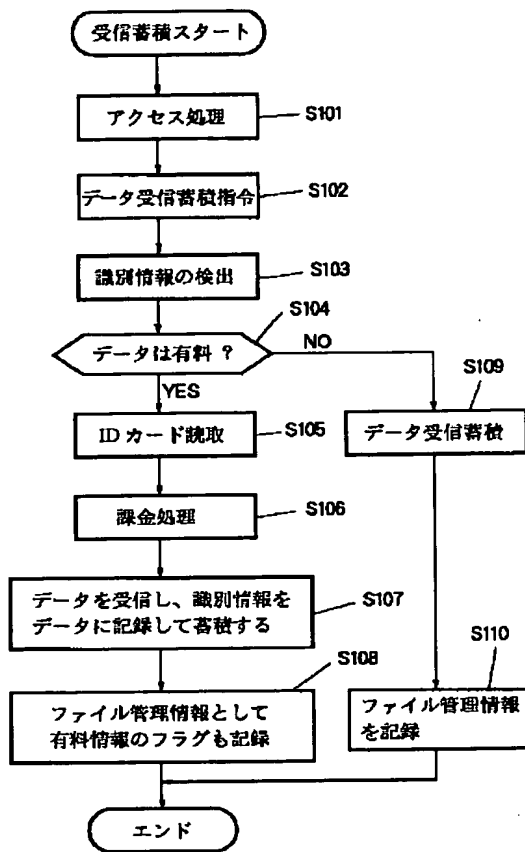 受信蓄積スタート
アクセス処理
S101
データ受信蓄積指令
S102
識別情報の検出
S103
データは有料 ?
S104
NO
YES
IDカード読取
S105
データ受信蓄積
S109
課金処理
S106
データを受信し、識別情報を
データに記録して蓄積する
S107
ファイル管理情報として
有料情報のフラグも記録
S108
ファイル管理情報
を記録
S110
エンド